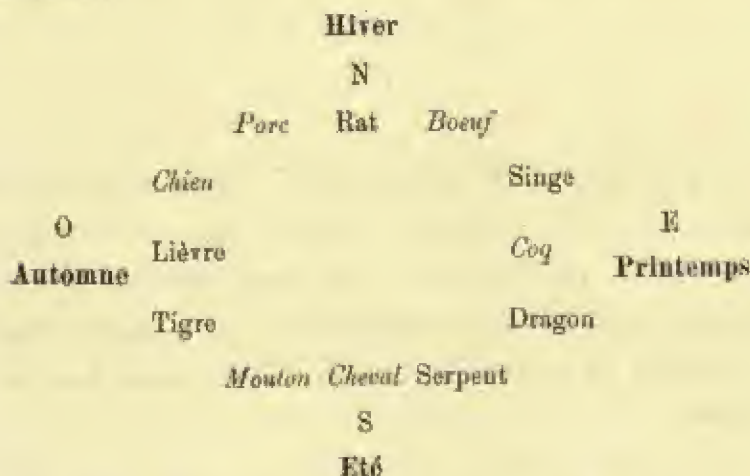 Hiver
N
Porc Rat Boeuf
Chien Singe
O E
Lièvre Coq
Automne Printemps
Tigre Dragon
Mouton Cheval Serpent
S
Eté